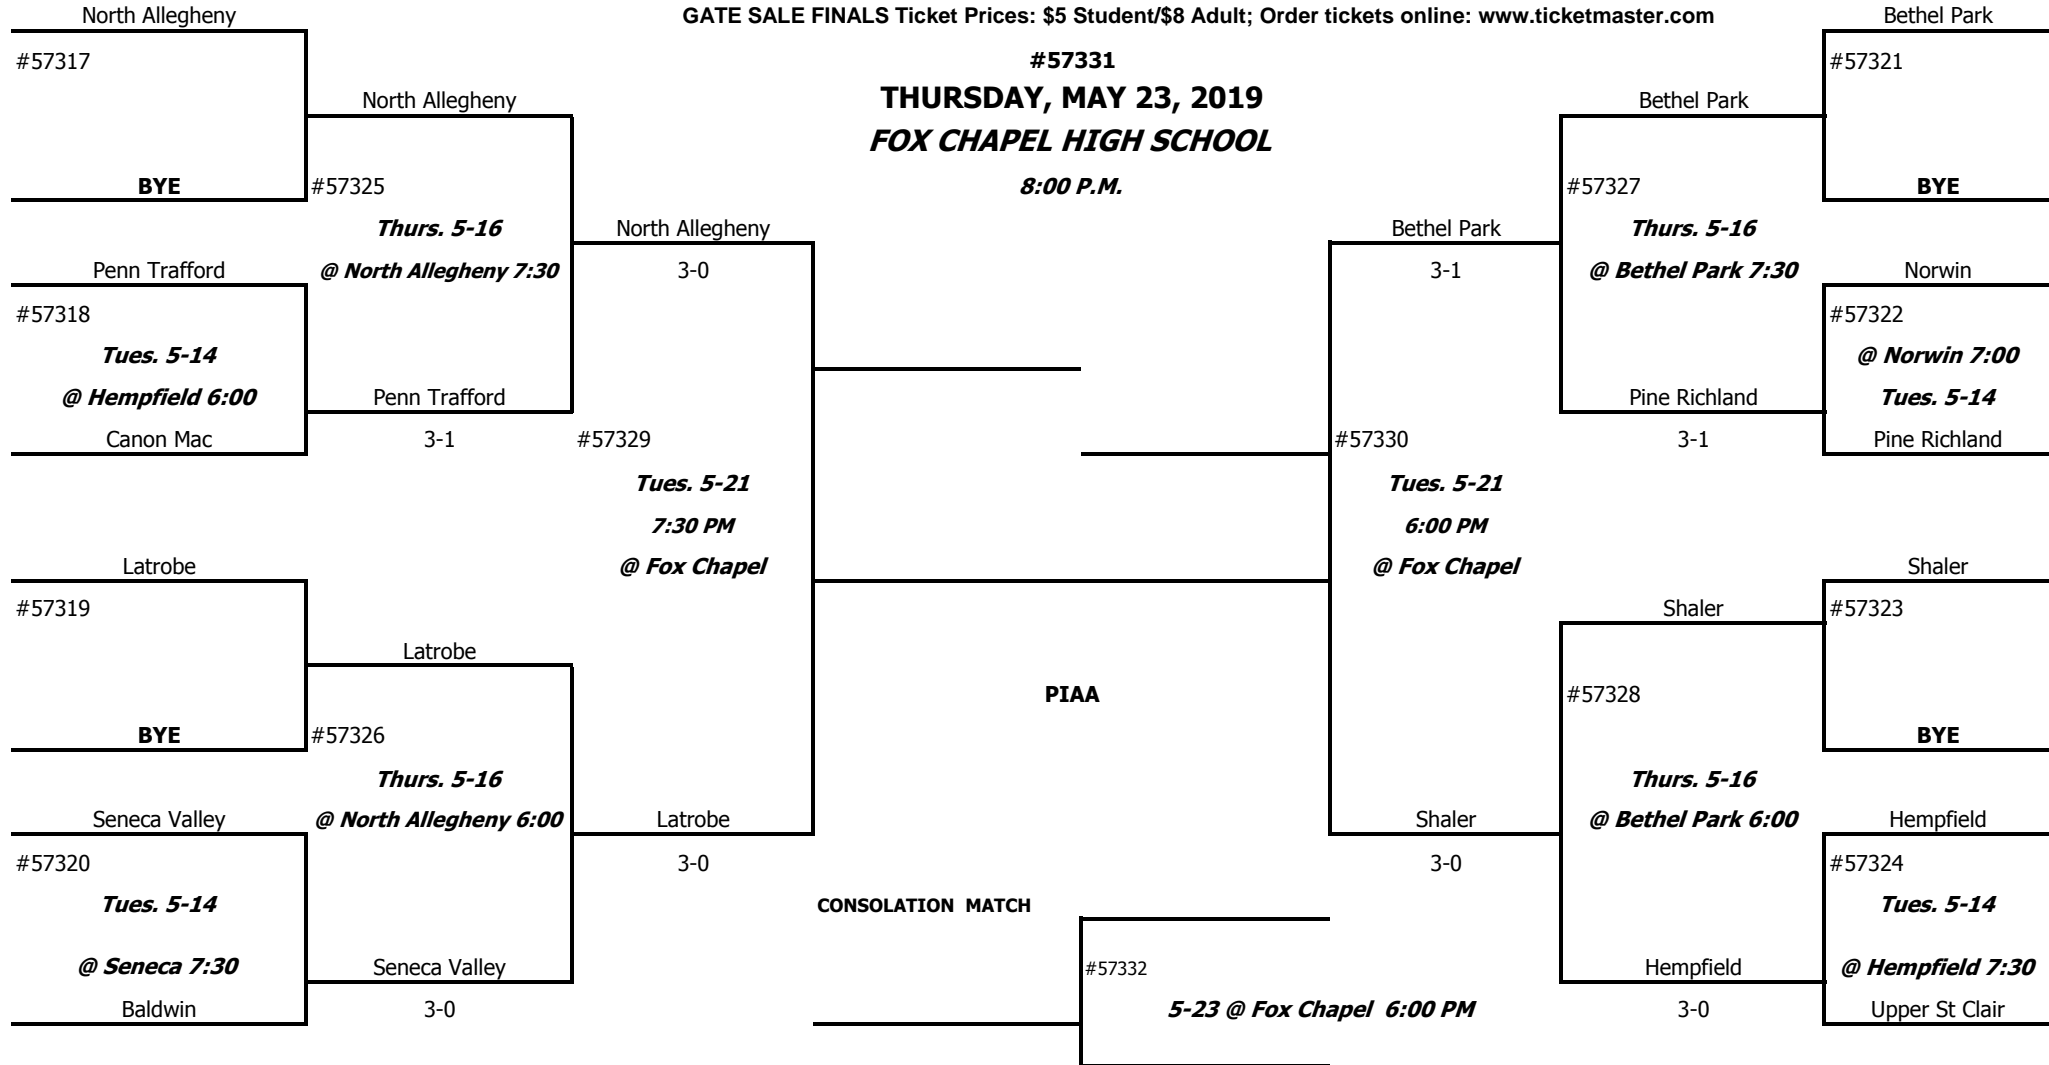 North Allegheny
GATE SALE FINALS Ticket Prices: $5 Student/$8 Adult; Order tickets online: www.ticketmaster.com
Bethel Park
#57317
#57331
#57321
North Allegheny
THURSDAY, MAY 23, 2019
Bethel Park
FOX CHAPEL HIGH SCHOOL
BYE
#57325
8:00 P.M.
#57327
BYE
Thurs. 5-16
North Allegheny
Bethel Park
Thurs. 5-16
Penn Trafford
@ North Allegheny 7:30
3-0
3-1
@ Bethel Park 7:30
Norwin
#57318
#57322
Tues. 5-14
@ Norwin 7:00
@ Hempfield 6:00
Penn Trafford
Pine Richland
Tues. 5-14
Canon Mac
3-1
#57329
#57330
3-1
Pine Richland
Tues. 5-21
Tues. 5-21
7:30 PM
6:00 PM
Latrobe
@ Fox Chapel
@ Fox Chapel
Shaler
#57319
Shaler
#57323
Latrobe
PIAA
#57328
BYE
#57326
BYE
Thurs. 5-16
Thurs. 5-16
Seneca Valley
@ North Allegheny 6:00
Latrobe
Shaler
@ Bethel Park 6:00
Hempfield
#57320
3-0
3-0
#57324
Tues. 5-14
CONSOLATION MATCH
Tues. 5-14
@ Seneca 7:30
Seneca Valley
#57332
Hempfield
@ Hempfield 7:30
Baldwin
3-0
5-23 @ Fox Chapel 6:00 PM
3-0
Upper St Clair